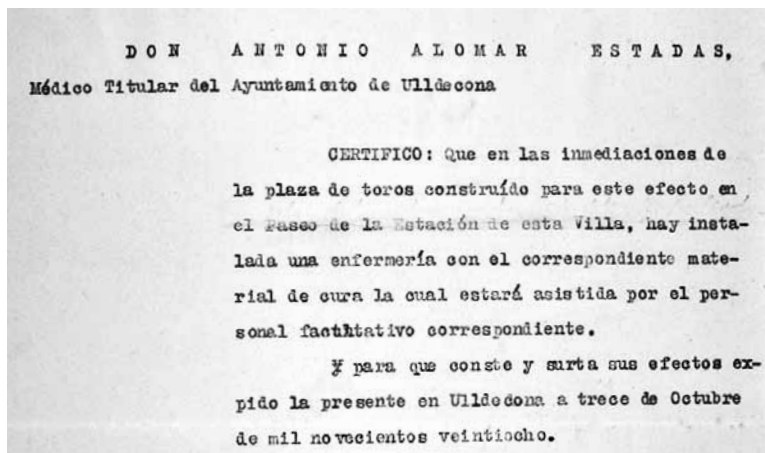 DON ANTONIO ALOMAR ESTADAS,
Médico Titular del Ayuntamiento de Ulldecona
CERTIFICO: Que en las inmediaciones de
la plaza de toros construído para este efecto en
el Paseo de la Estación de esta Villa, hay insta-
lada una enfermería con el correspondiente mate-
rial de cura la cual estará asistida por el per-
sonal facultativo correspondiente.
Y para que conste y surta sus efectos ex-
pido la presente en Ulldecona a trece de Octubre
de mil novecientos veintiocho.